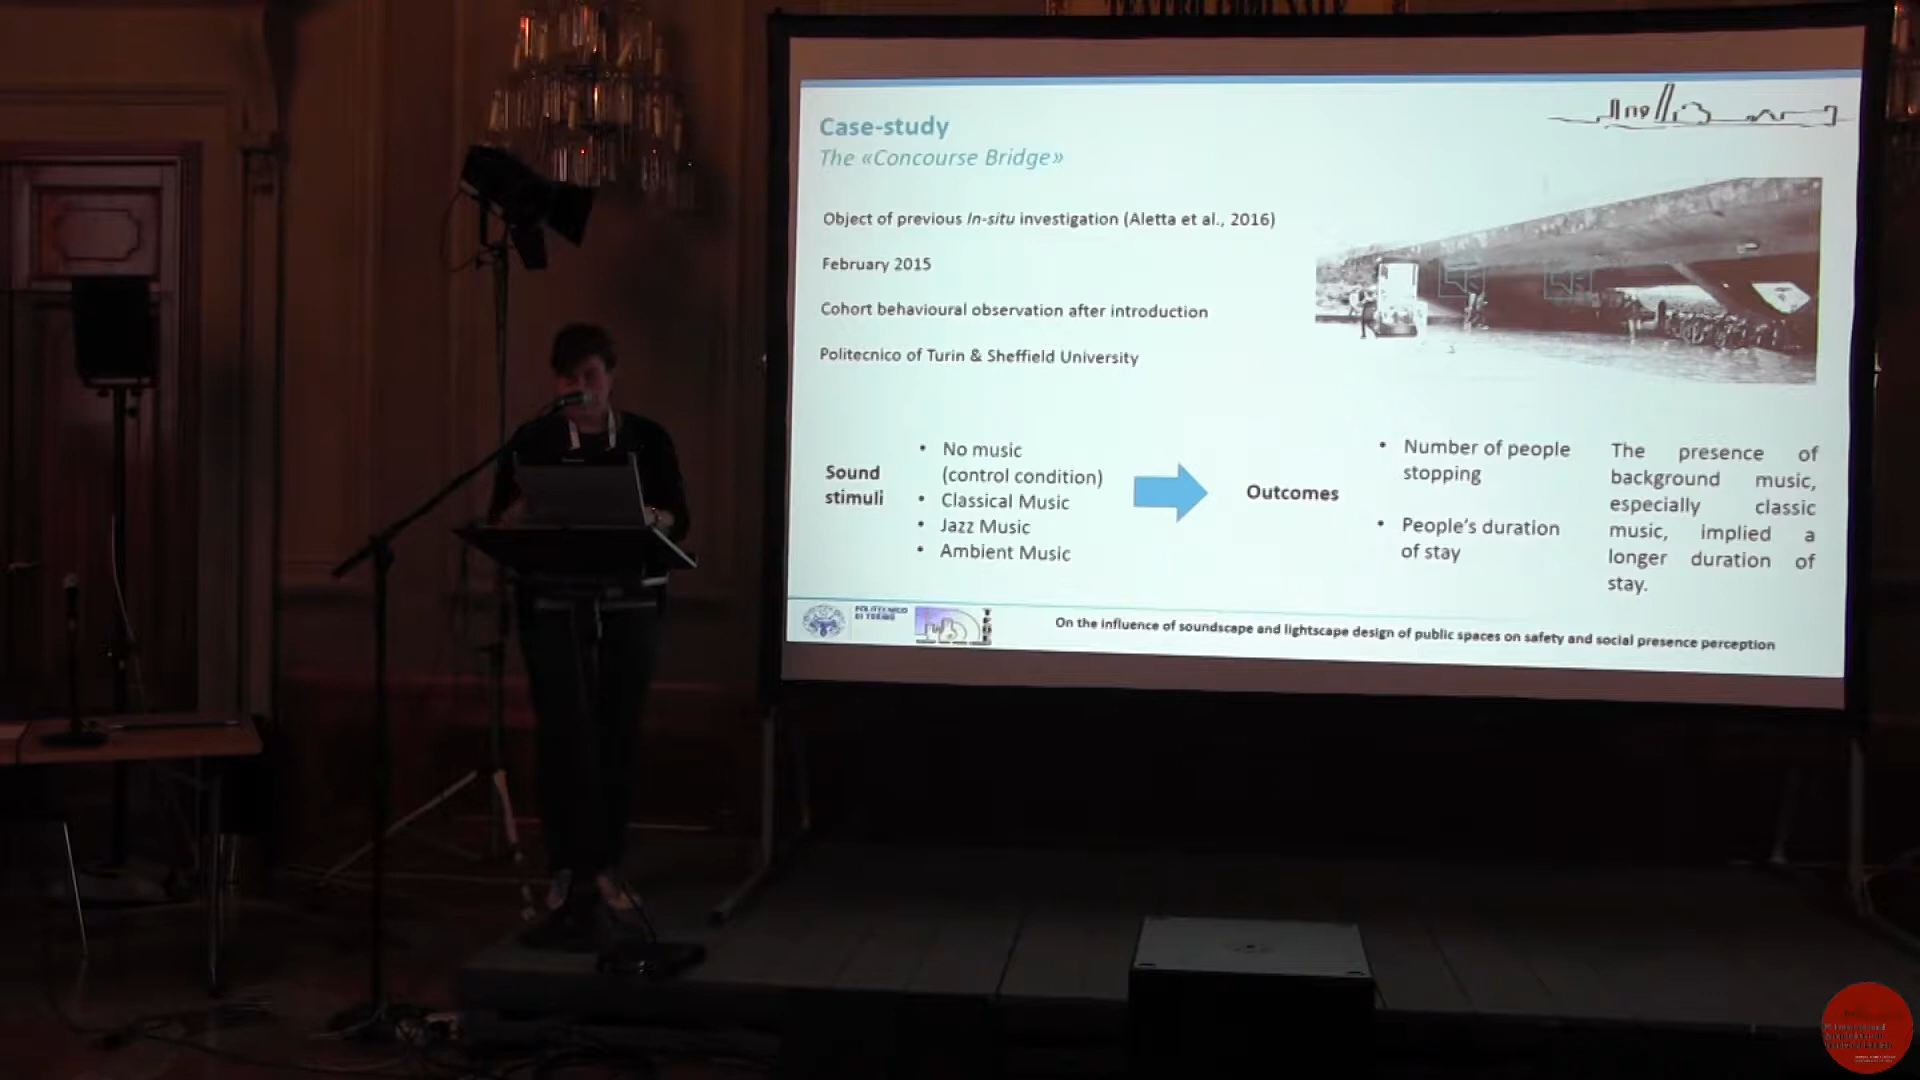 Case-study
The «Concourse Bridge»
Object of previous In-situ investigation (Aletta et al., 2016)
February 2015
Cohort behavioural observation after introduction
Politecnico of Turin & Sheffield University
Sound
stimuli
• No music
(control condition)
• Classical Music
• Jazz Music
• Ambient Music
Outcomes
• Number of people
stopping
• People's duration
of stay
The presence of
background music,
especially classic
music, implied a
longer duration of
stay.
POLITECNICO
DI TORINO
On the influence of soundscape and lightscape design of public spaces on safety and social presence perception